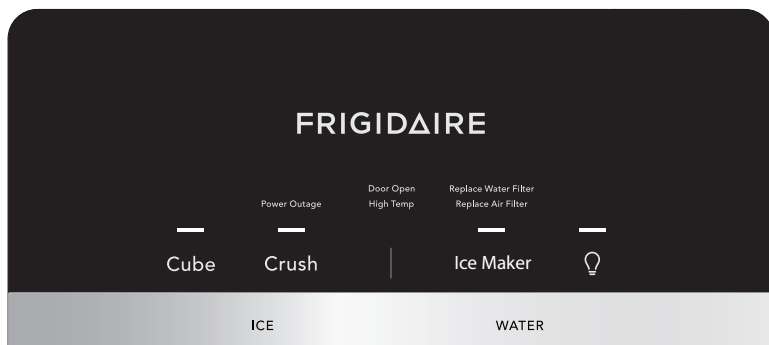 FRIGIDAIRE
Door Open
Replace Water Filter
Power Outage
High Temp
Replace Air Filter
Cube
Crush
Ice Maker
ICE
WATER